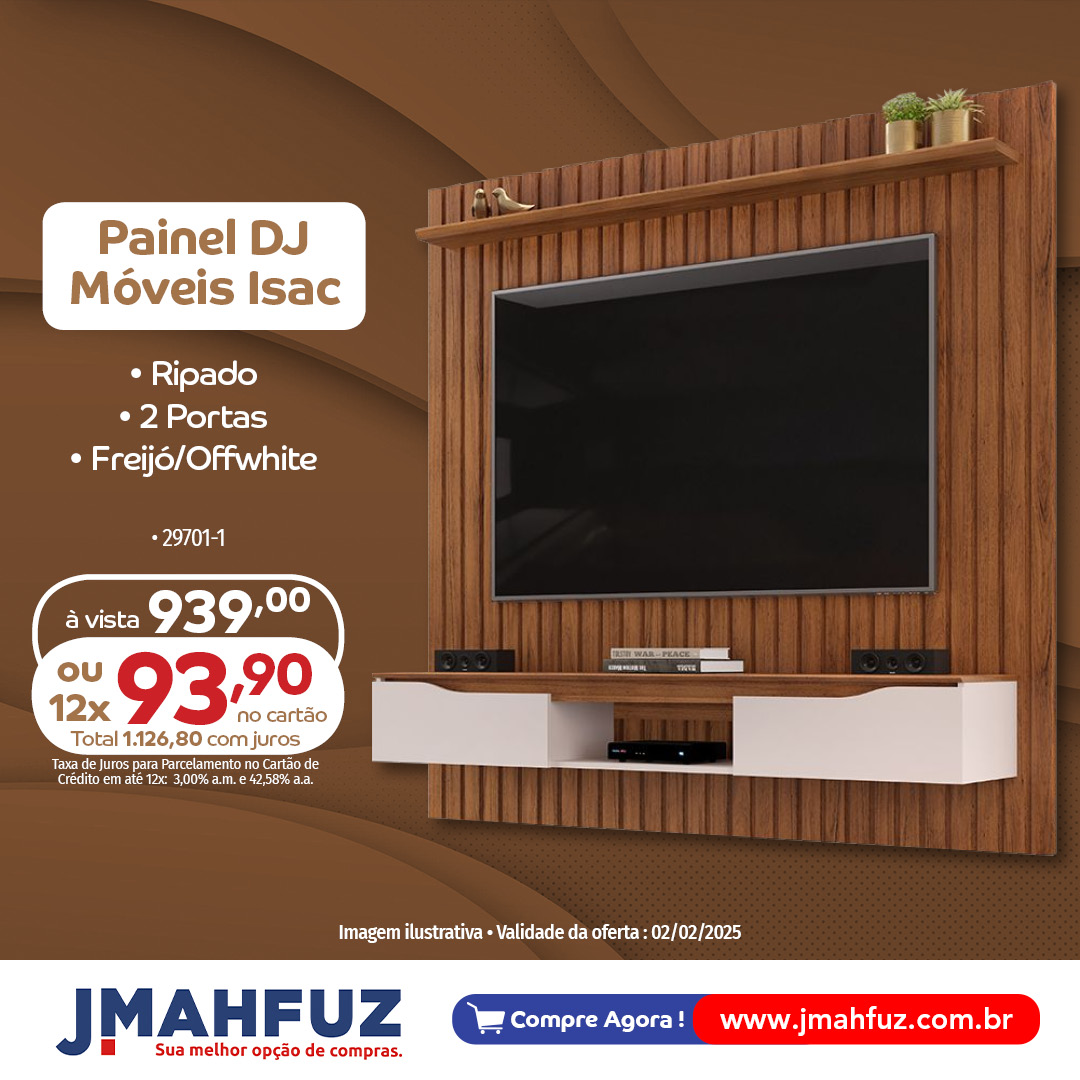 Painel DJ
Móveis Isac
• Ripado
• 2 Portas
• Freijó/Offwhite
• 29701-1
à vista 939,00
ou
12x 93,90
no cartão
Total 1.126,80 com juros
Taxa de Juros para Parcelamento no Cartão de
Crédito em até 12x: 3,00% a.m. e 42,58% a.a.
WAR - PEACE
Imagem ilustrativa • Validade da oferta : 02/02/2025
JMAHFUZ
Sua melhor opção de compras.
Compre Agora !
www.jmahfuz.com.br